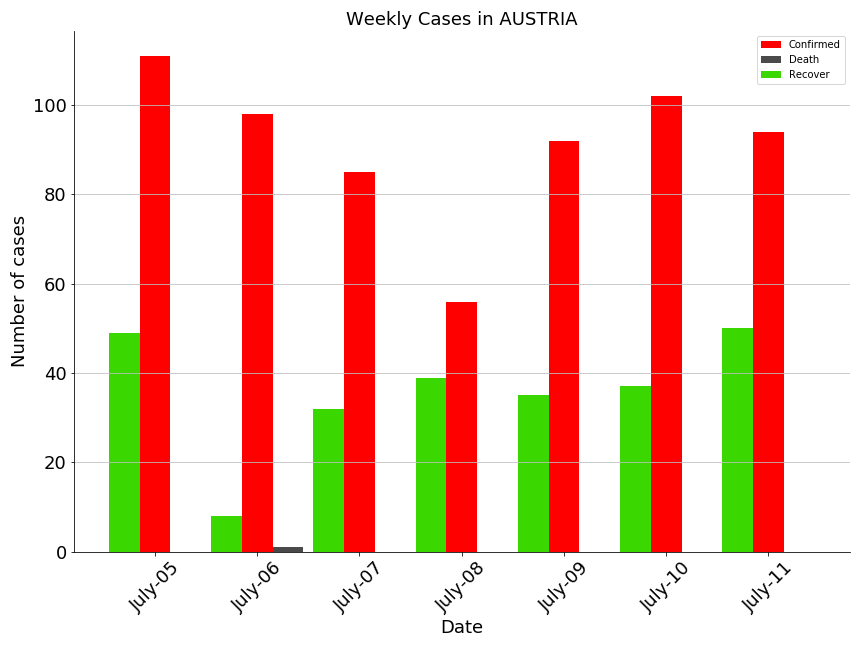 Weekly Cases in AUSTRIA
Confirmed
Death
Recover
Number of cases
100
80
60
40
20
0
July-05
July-06
July-07
July-08
July-09
July-10
July-11
Date